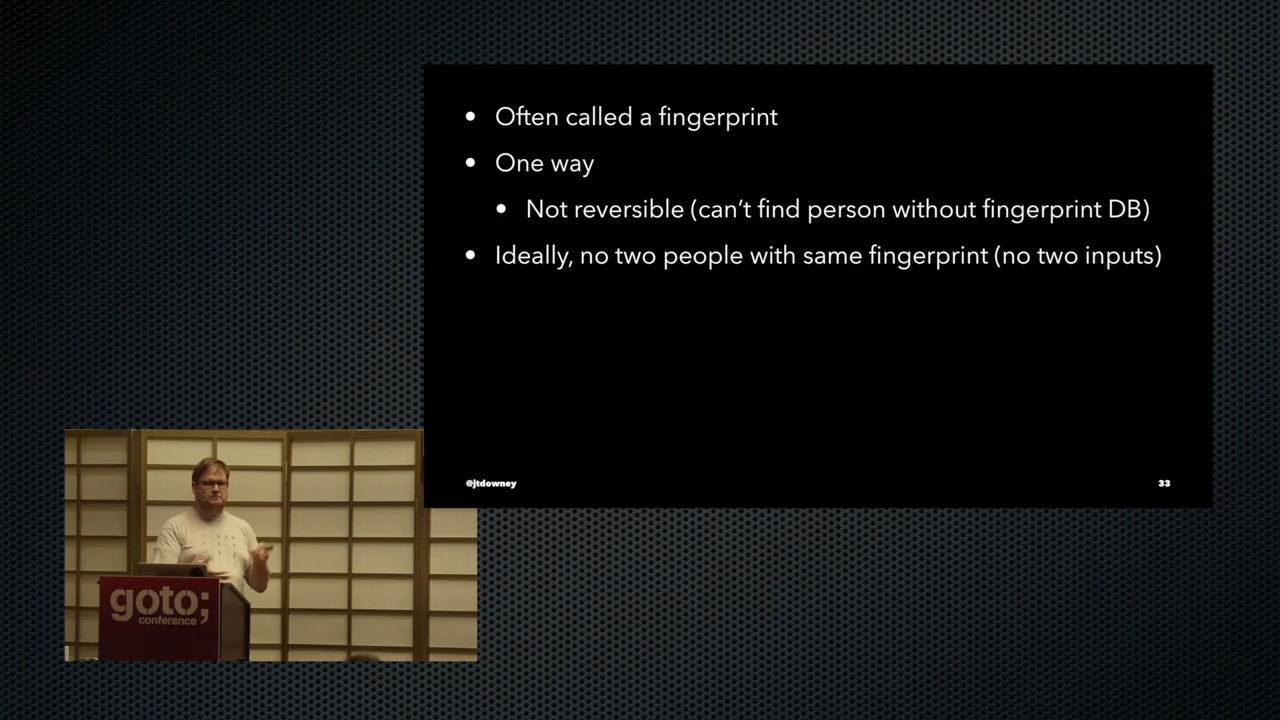 Often called a fingerprint
One way
Not reversible (can't find person without fingerprint DB)
Ideally, no two people with same fingerprint (no two inputs)
@jtdowney
33
goto;
conference